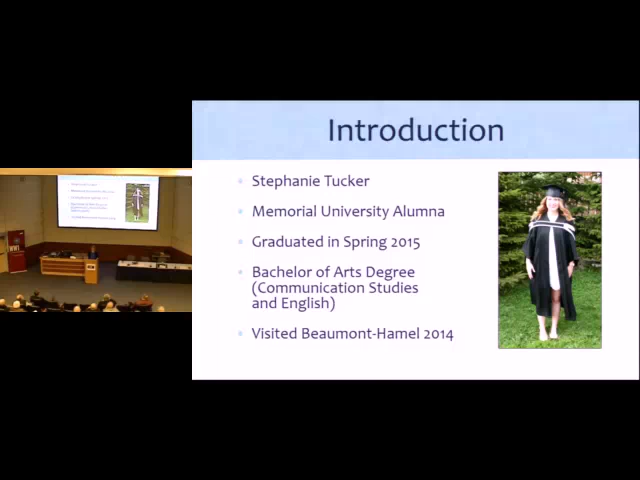 Introduction
Stephanie Tucker
Memorial University Alumna
Graduated in Spring 2015
Bachelor of Arts Degree
(Communication Studies
and English)
Visited Beaumont-Hamel 2014